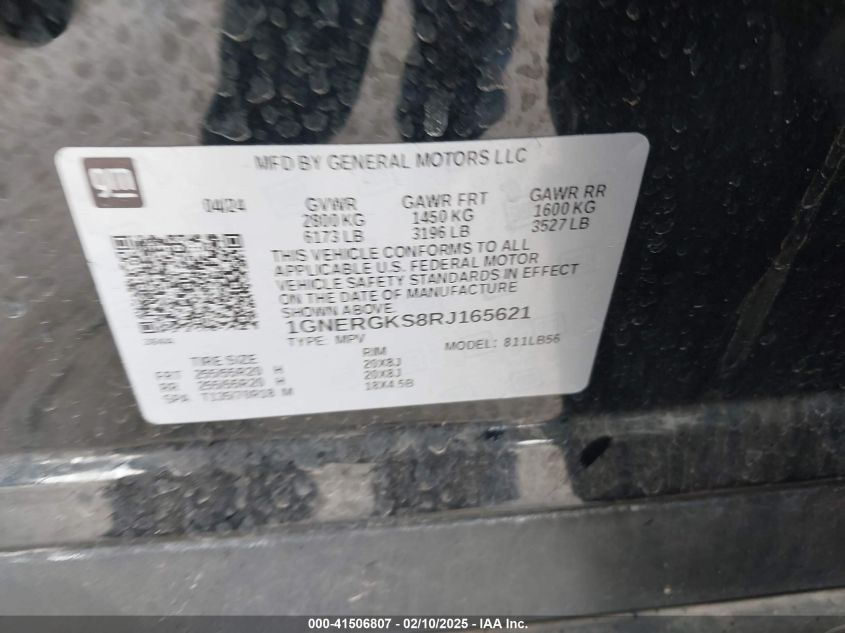 gm
MFD BY GENERAL MOTORS LLC
04/24 GVWR GAWR FRT GAWR RR
2800 KG 1450 KG 1600 KG
6173 LB 3196 LB 3527 LB
THIS VEHICLE CONFORMS TO ALL
APPLICABLE U.S. FEDERAL MOTOR
VEHICLE SAFETY STANDARDS IN EFFECT
ON THE DATE OF MANUFACTURE
SHOWN ABOVE.
1GNERGKS8RJ165621
TYPE: MPV MODEL: 811LB56
TIRE SIZE RIM
FRT 255/55R20 H 20X8J
RR 255/55R20 H 20X8J
SPA T135/70R18 M 18X4.5B
000-41506807 - 02/10/2025 - IAA Inc.